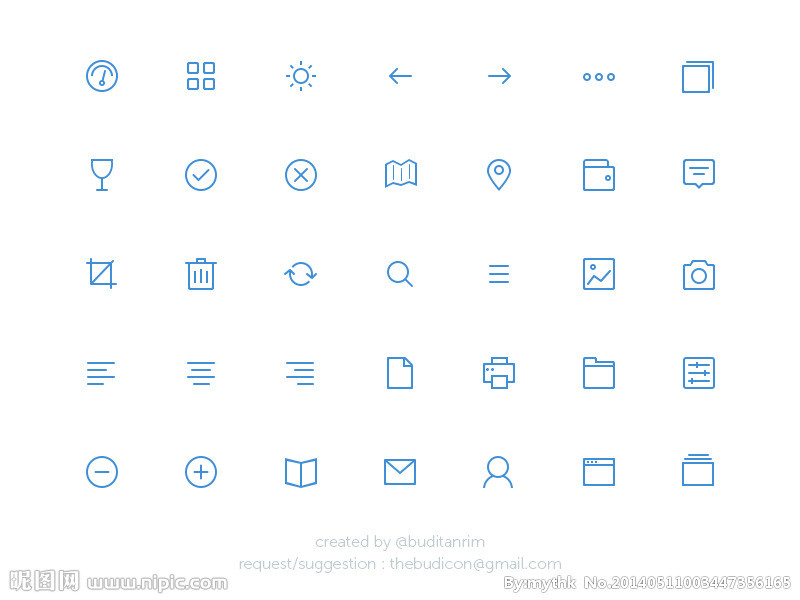 created by @buditanrim
request/suggestion : thebudicon@gmail.com
昵图网 www.nipic.com
By:mythk No.20140511003447356165